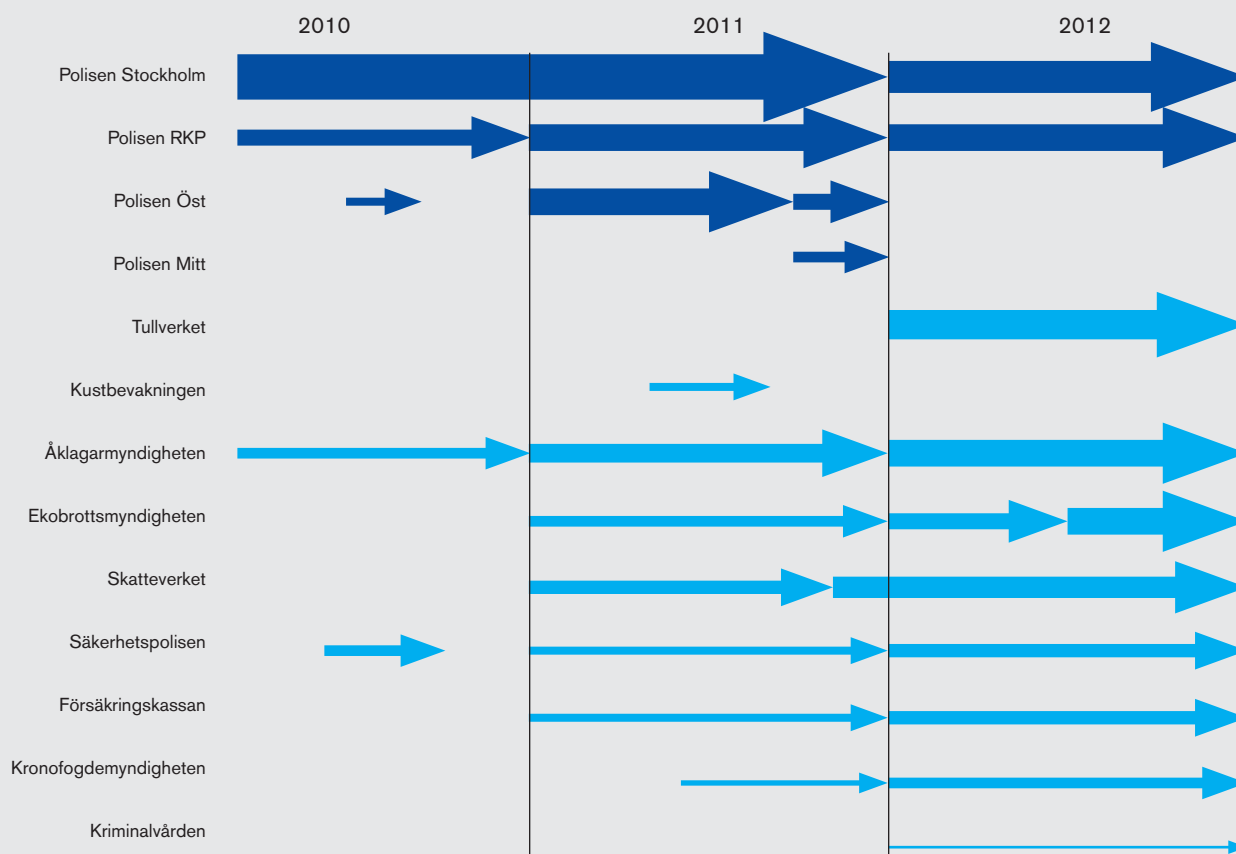 2010 2011 2012
Polisen Stockholm
Polisen RKP
Polisen Öst
Polisen Mitt
Tullverket
Kustbevakningen
Åklagarmyndigheten
Ekobrottsmyndigheten
Skatteverket
Säkerhetspolisen
Försäkringskassan
Kronofogdemyndigheten
Kriminalvården